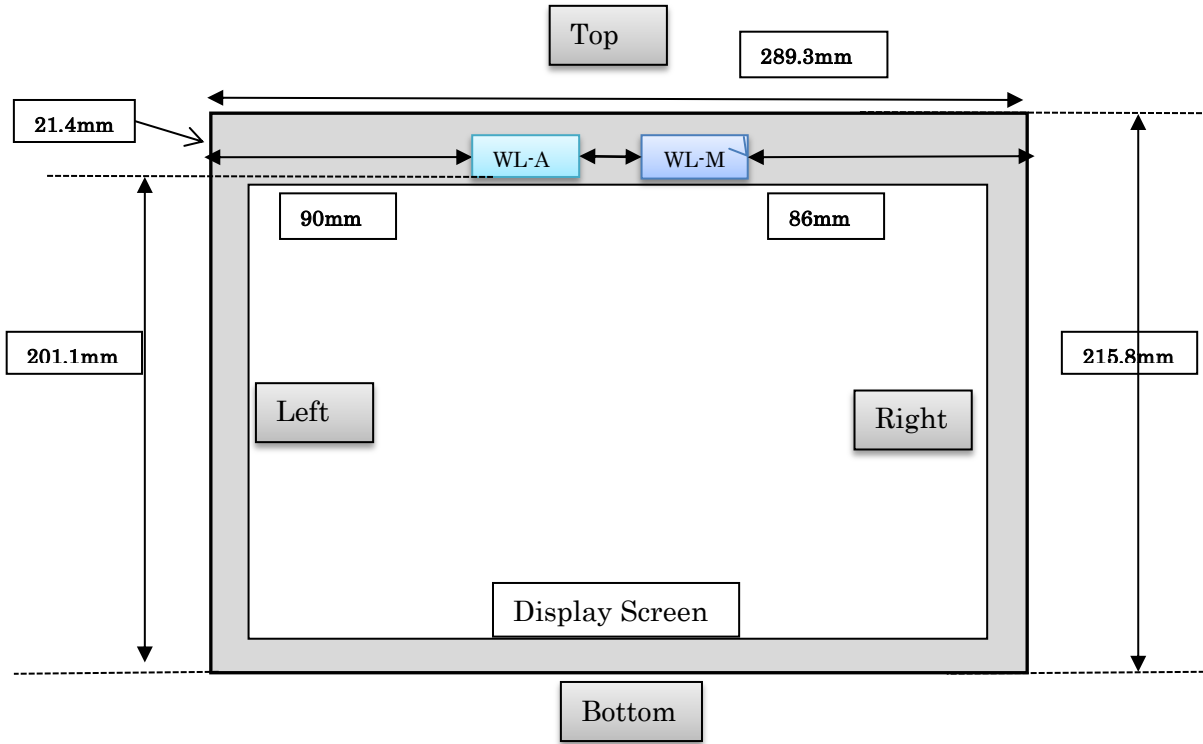 Top
289.3mm
21.4mm
WL-A
WL-M
90mm
86mm
201.1mm
215.8mm
Left
Right
Display Screen
Bottom